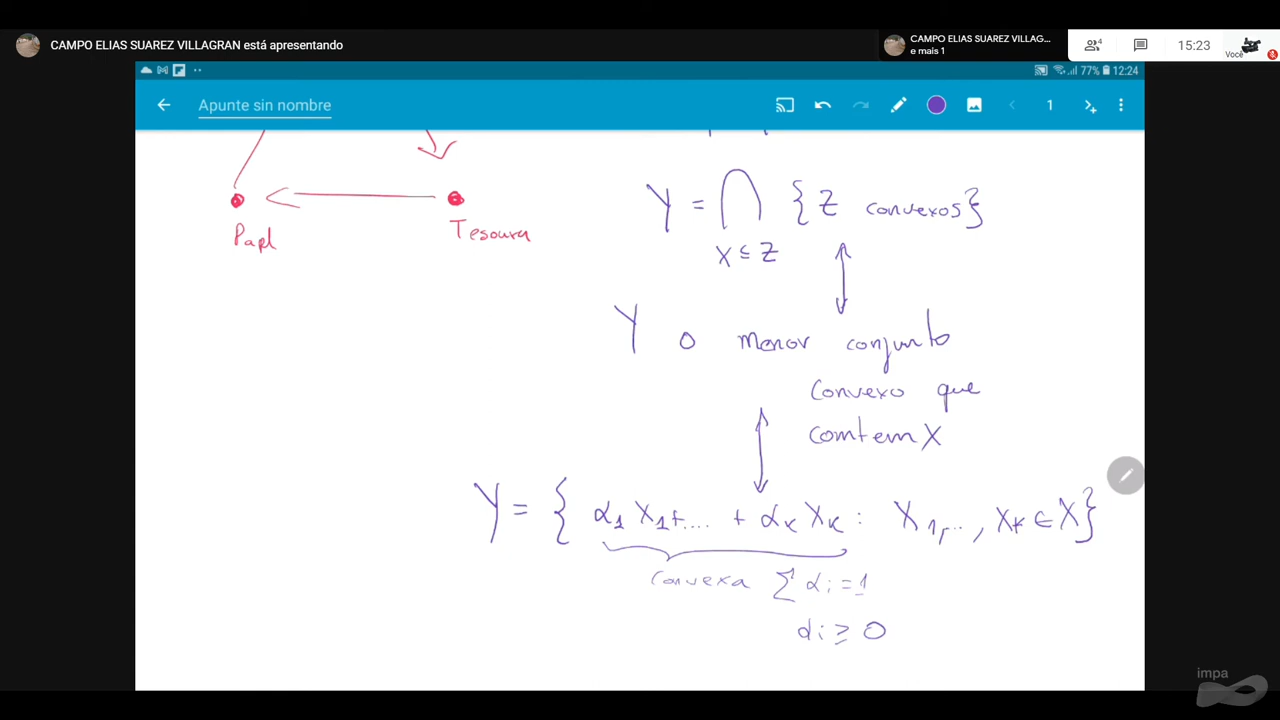 CAMPO ELIAS SUAREZ VILLAGRAN está apresentando
CAMPO ELIAS SUAREZ VILLAG...
e mais 1
4
15:23
Você
77% 12:24
Apunte sin nombre
1
Papl
Tesoura
Y = ⋂ {Z convexos}
X ⊆ Z
Y o menor conjunto
convexo que
comtem X
Y = { α₁ X₁ + .... + αₖ Xₖ : X₁, .., Xₖ ∈ X }
Convexa ∑ αᵢ = 1
αᵢ ≥ 0
impa